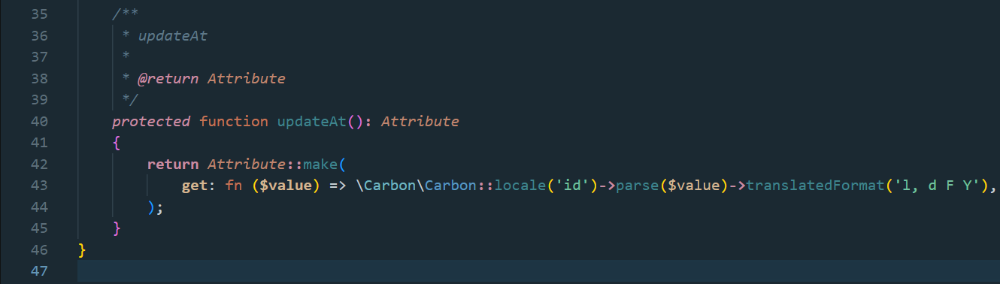 35 /**
36 * updateAt
37 *
38 * @return Attribute
39 */
40 protected function updateAt(): Attribute
41 {
42 return Attribute::make(
43 get: fn ($value) => \Carbon\Carbon::locale('id')->parse($value)->translatedFormat('l, d F Y'),
44 );
45 }
46 }
47